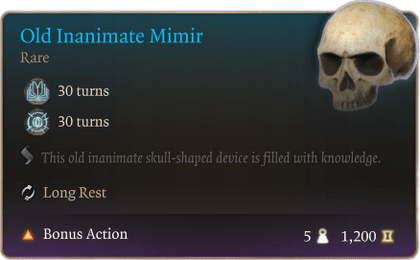 Old Inanimate Mimir
Rare
30 turns
30 turns
This old inanimate skull-shaped device is filled with knowledge.
Long Rest
Bonus Action 5 1,200